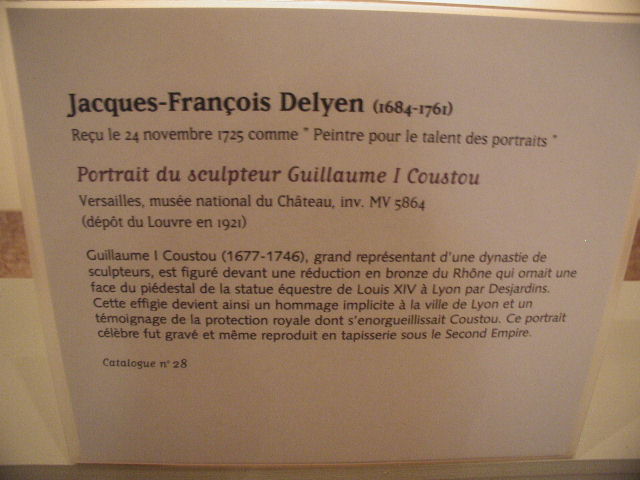 Jacques-François Delyen (1684-1761)
Reçu le 24 novembre 1725 comme " Peintre pour le talent des portraits "
Portrait du sculpteur Guillaume I Coustou
Versailles, musée national du Château, inv. MV 5864
(dépôt du Louvre en 1921)
Guillaume I Coustou (1677-1746), grand représentant d'une dynastie de
sculpteurs, est figuré devant une réduction en bronze du Rhône qui ornait une
face du piédestal de la statue équestre de Louis XIV à Lyon par Desjardins.
Cette effigie devient ainsi un hommage implicite à la ville de Lyon et un
témoignage de la protection royale dont s'enorgueillissait Coustou. Ce portrait
célèbre fut gravé et même reproduit en tapisserie sous le Second Empire.
Catalogue n° 28